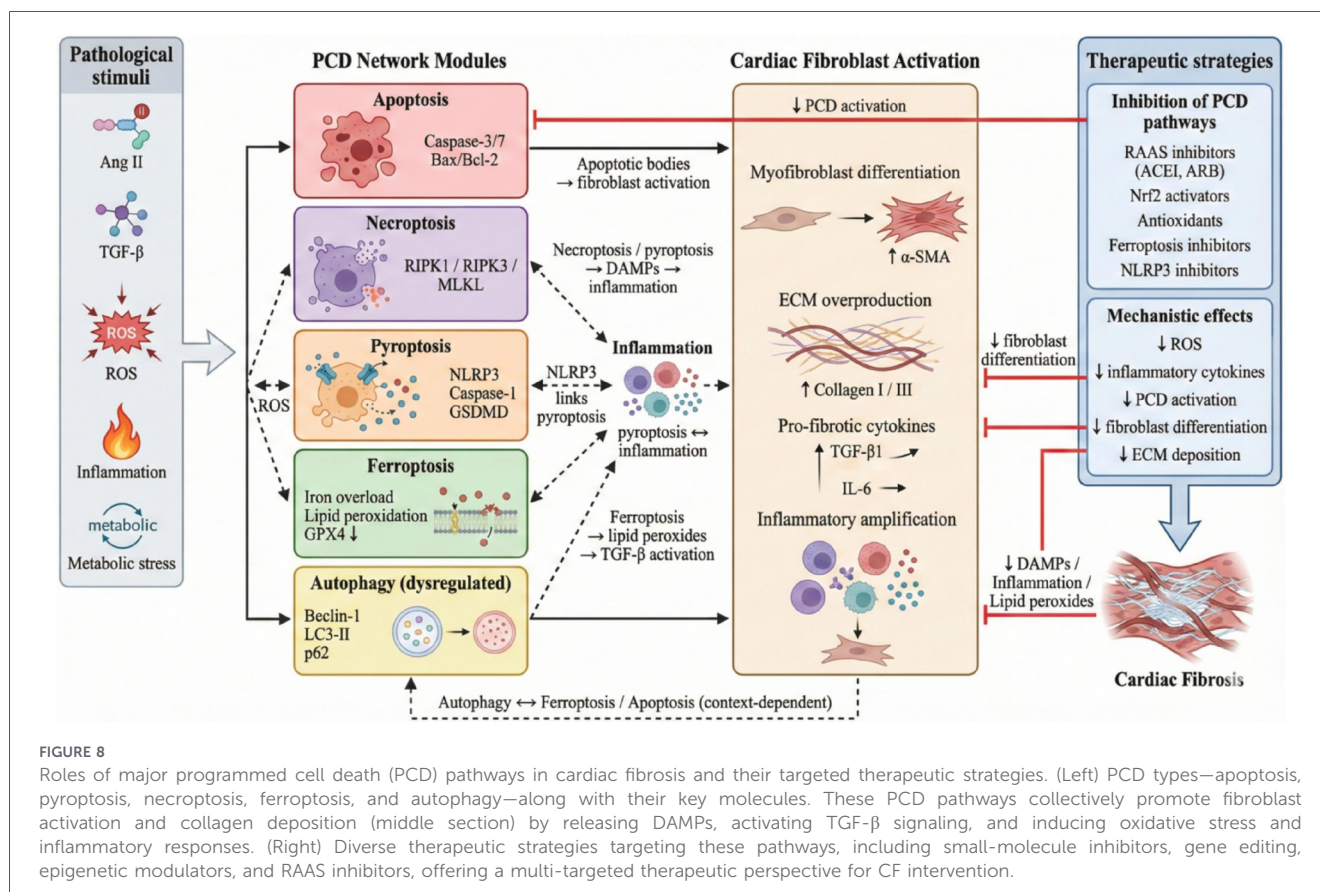 Pathological
stimuli
II
Ang II
TGF-β
ROS
ROS
Inflammation
metabolic
Metabolic stress
PCD Network Modules
Apoptosis
Caspase-3/7
Bax/Bcl-2
Necroptosis
RIPK1 / RIPK3 /
MLKL
Pyroptosis
NLRP3
Caspase-1
GSDMD
ROS
Ferroptosis
Iron overload
Lipid peroxidation
GPX4 ↓
Autophagy (dysregulated)
Beclin-1
LC3-II
p62
Apoptotic bodies
→ fibroblast activation
Necroptosis / pyroptosis
→ DAMPs →
inflammation
Inflammation
NLRP3
links
pyroptosis
pyroptosis ↔
inflammation
Ferroptosis
→ lipid peroxides
→ TGF-β activation
Autophagy ↔ Ferroptosis / Apoptosis (context-dependent)
Cardiac Fibroblast Activation
↓ PCD activation
Myofibroblast differentiation
↑ α-SMA
ECM overproduction
↑ Collagen I / III
Pro-fibrotic cytokines
↑ TGF-β1
IL-6
Inflammatory amplification
↓ fibroblast
differentiation
↓ DAMPs /
Inflammation /
Lipid peroxides
Therapeutic strategies
Inhibition of PCD
pathways
RAAS inhibitors
(ACEI, ARB)
Nrf2 activators
Antioxidants
Ferroptosis inhibitors
NLRP3 inhibitors
Mechanistic effects
↓ ROS
↓ inflammatory cytokines
↓ PCD activation
↓ fibroblast differentiation
↓ ECM deposition
Cardiac Fibrosis
FIGURE 8
Roles of major programmed cell death (PCD) pathways in cardiac fibrosis and their targeted therapeutic strategies. (Left) PCD types—apoptosis,
pyroptosis, necroptosis, ferroptosis, and autophagy—along with their key molecules. These PCD pathways collectively promote fibroblast
activation and collagen deposition (middle section) by releasing DAMPs, activating TGF-β signaling, and inducing oxidative stress and
inflammatory responses. (Right) Diverse therapeutic strategies targeting these pathways, including small-molecule inhibitors, gene editing,
epigenetic modulators, and RAAS inhibitors, offering a multi-targeted therapeutic perspective for CF intervention.